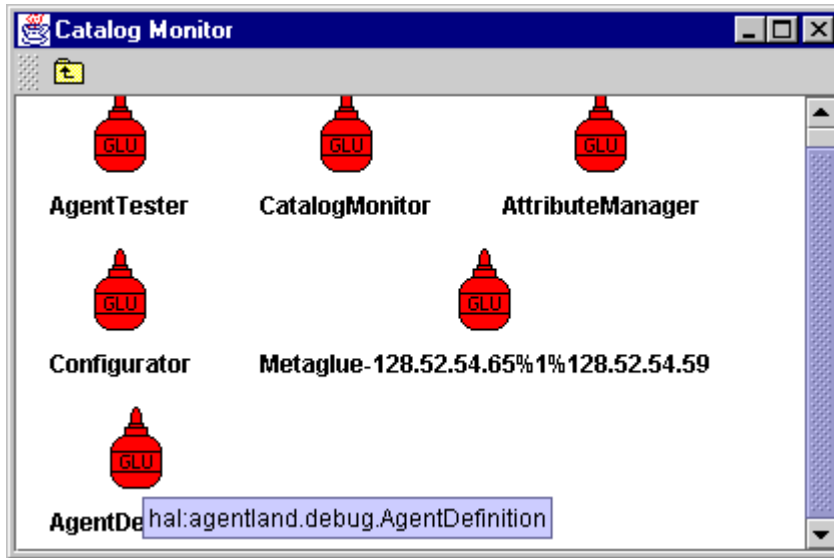 Catalog Monitor
GLU GLU GLU
AgentTester CatalogMonitor AttributeManager
GLU GLU
Configurator Metaglue-128.52.54.65%1%128.52.54.59
GLU
AgentDe hal:agentland.debug.AgentDefinition